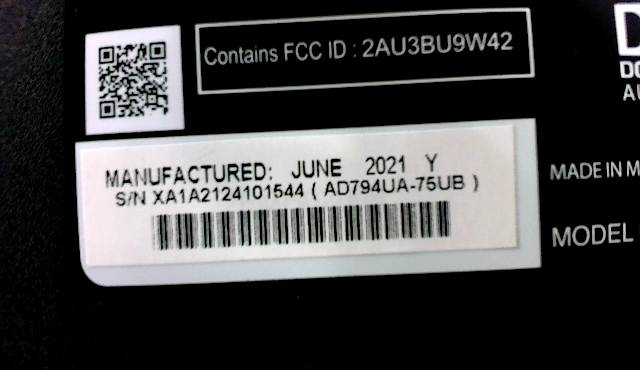 Contains FCC ID : 2AU3BU9W42
MANUFACTURED: JUNE 2021 Y
S/N XA1A2124101544 ( AD794UA-75UB )
MADE IN
MODEL